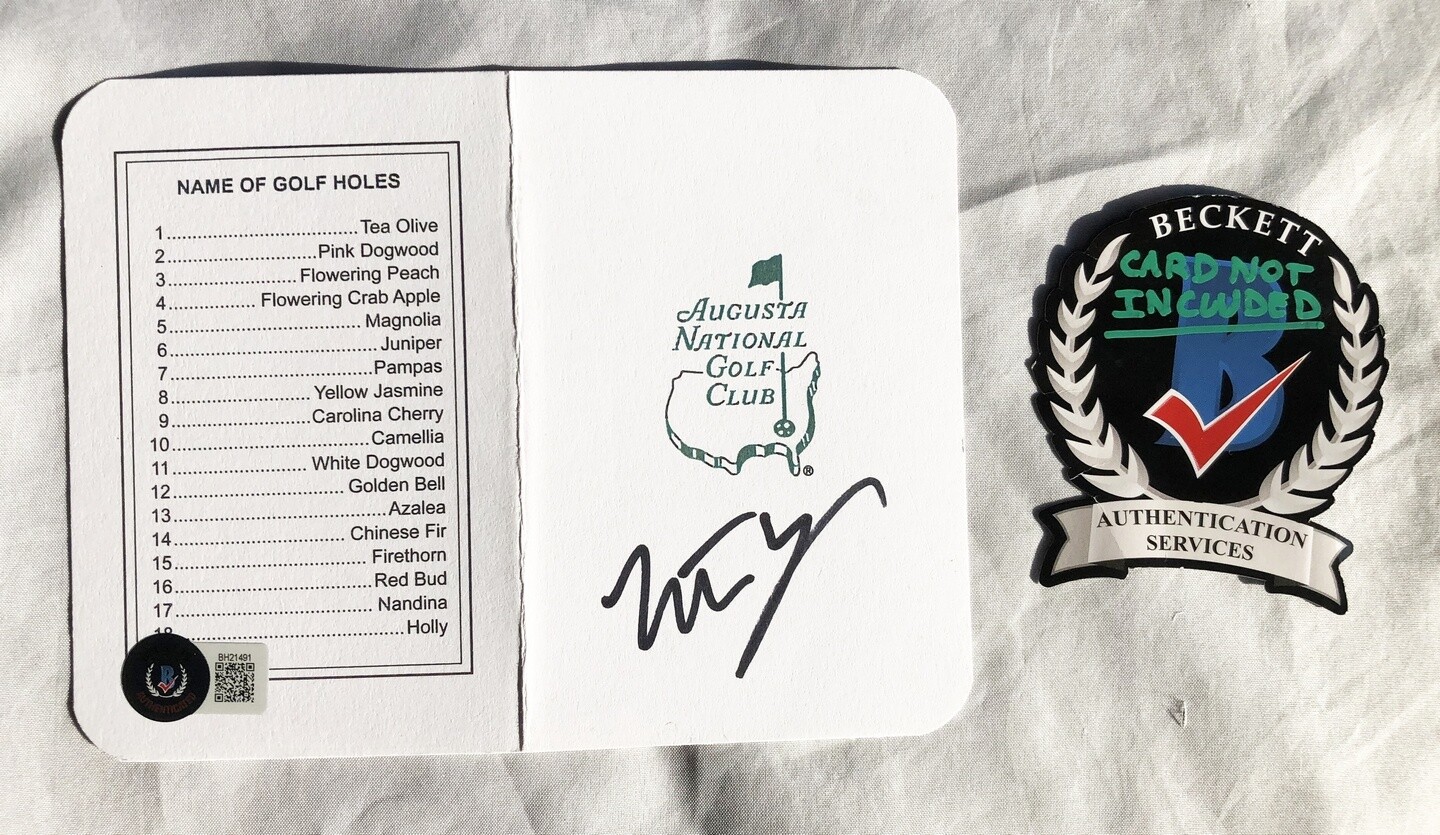 NAME OF GOLF HOLES
1..................................Tea Olive
2..........................Pink Dogwood
3........................Flowering Peach
4............... Flowering Crab Apple
5.................................. Magnolia
6.....................................Juniper
7....................................Pampas
8........................ Yellow Jasmine
9........................Carolina Cherry
10..................................Camellia
11....................... White Dogwood
12.............................. Golden Bell
13......................................Azalea
14.............................. Chinese Fir
15.................................. Firethorn
16...................................Red Bud
17................................... Nandina
18.......................................Holly
BH21491
AUTHENTICATED
AUGUSTA
NATIONAL
GOLF
CLUB
®
BECKETT
CARD NOT
INCLUDED
B
AUTHENTICATION
SERVICES